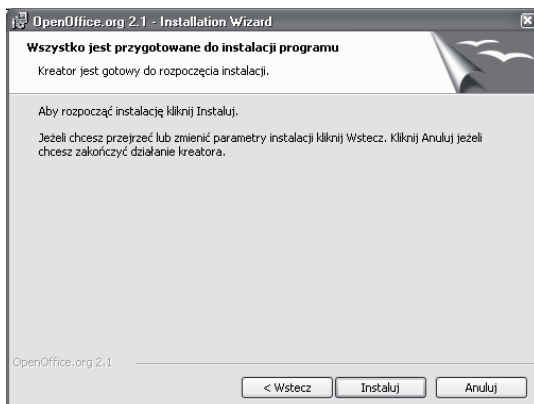 OpenOffice.org 2.1 - Installation Wizard
Wszystko jest przygotowane do instalacji programu
Kreator jest gotowy do rozpoczęcia instalacji.
Aby rozpocząć instalację kliknij Instaluj.
Jeżeli chcesz przejrzeć lub zmienić parametry instalacji kliknij Wstecz. Kliknij Anuluj jeżeli
chcesz zakończyć działanie kreatora.
OpenOffice.org 2.1
< Wstecz Instaluj Anuluj